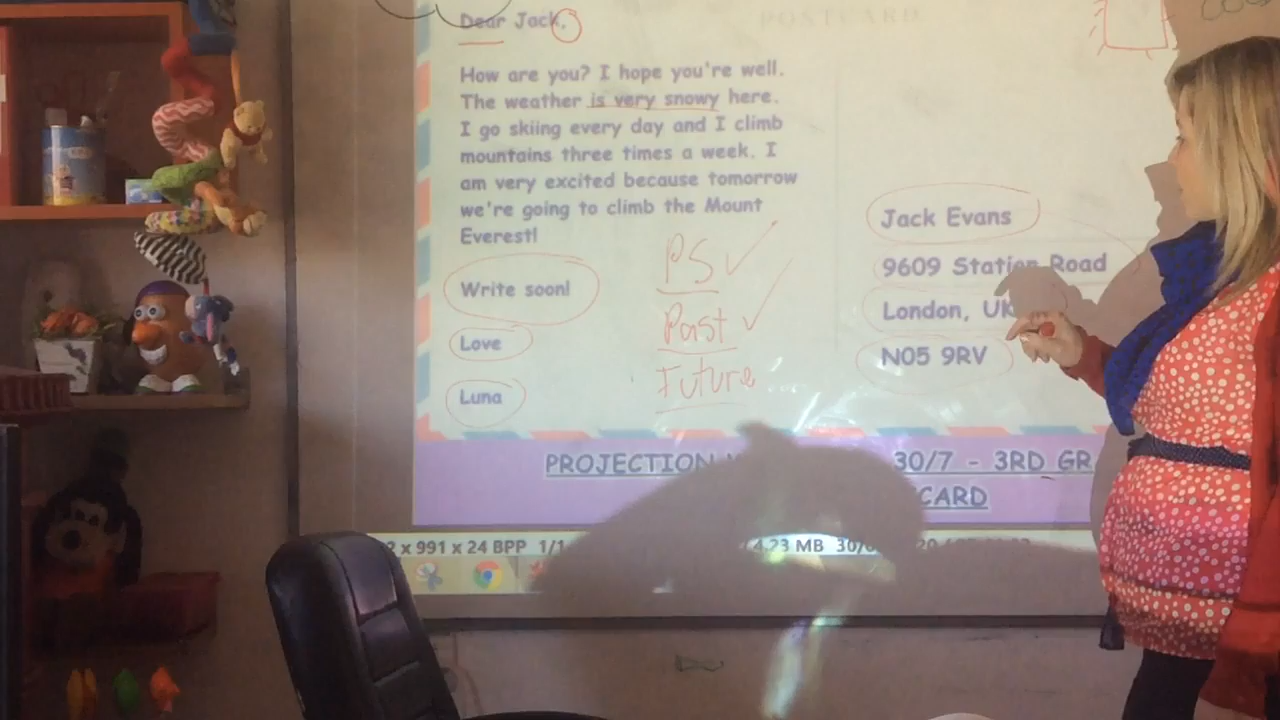 POSTCARD
Dear Jack,
How are you? I hope you're well.
The weather is very snowy here.
I go skiing every day and I climb
mountains three times a week. I
am very excited because tomorrow
we're going to climb the Mount
Everest!
Write soon!
Love
Luna
PS
Past
Future
Jack Evans
9609 Station Road
London, UK
N05 9RV
PROJECTION 30/7 - 3RD GR
CARD
x 991 x 24 BPP 1/1 4.23 MB